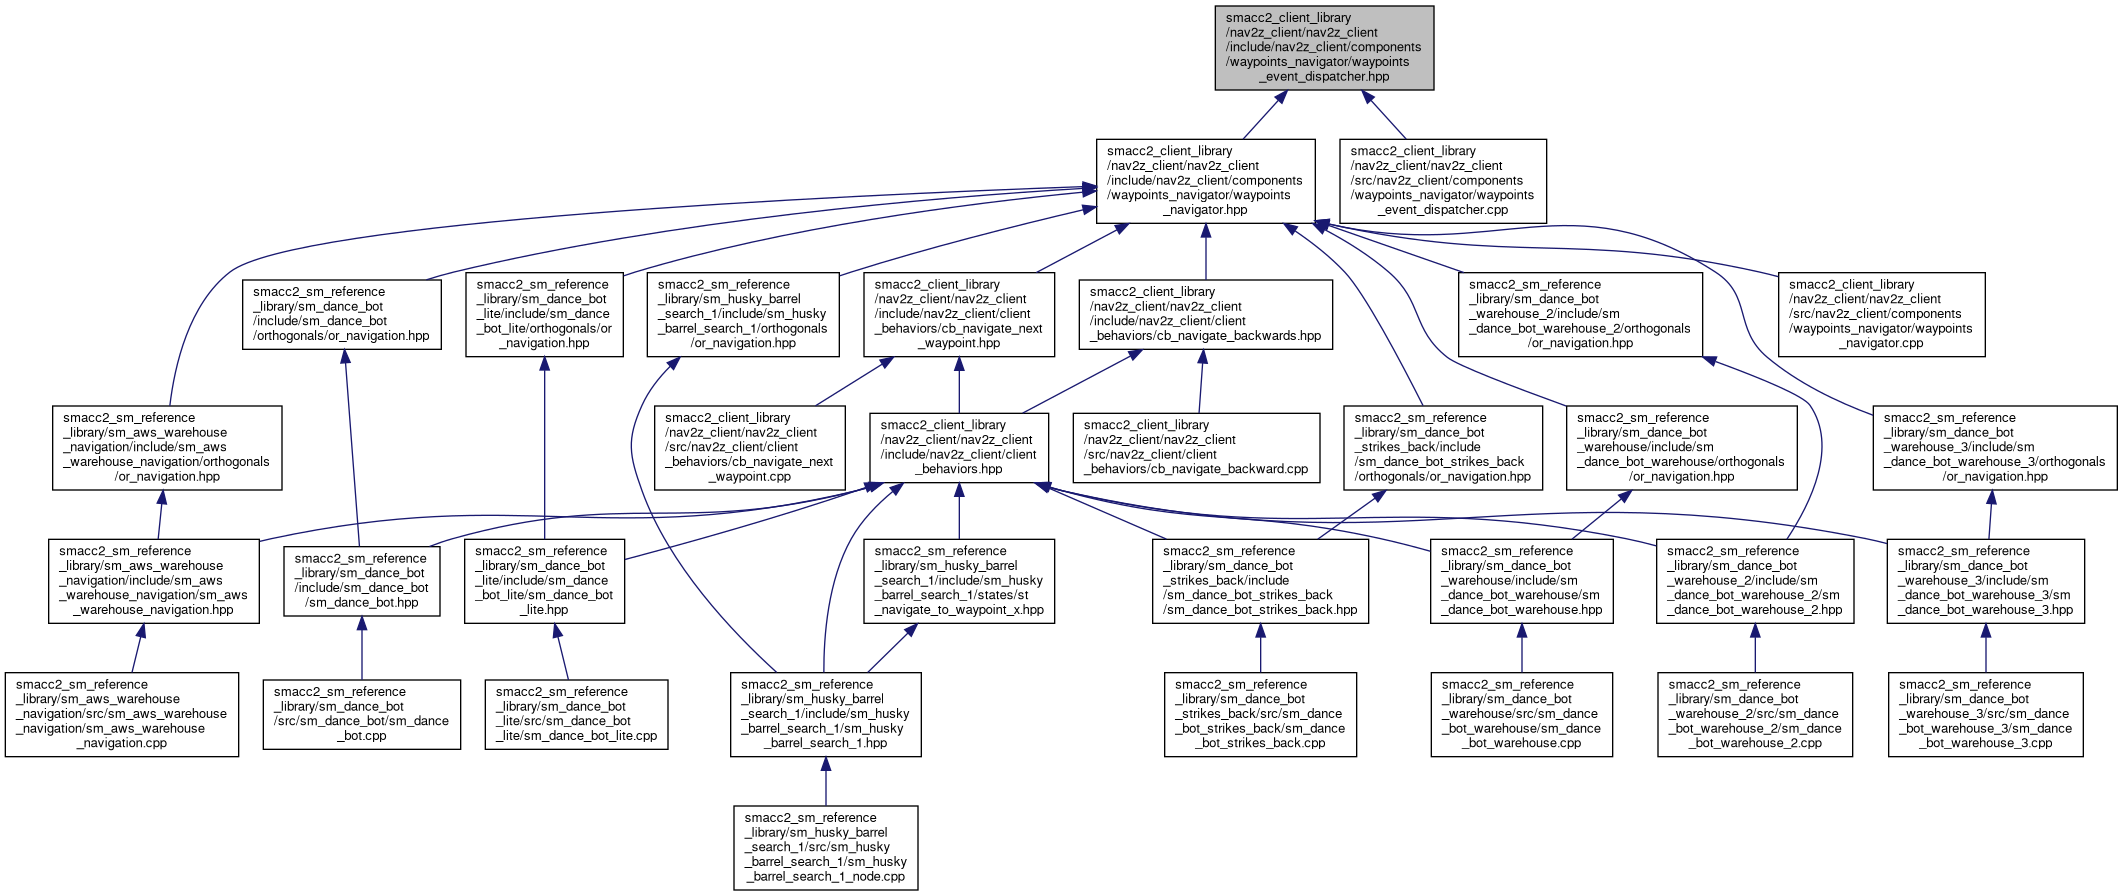 smacc2_client_library
/nav2z_client/nav2z_client
/include/nav2z_client/components
/waypoints_navigator/waypoints
_event_dispatcher.hpp
smacc2_client_library
/nav2z_client/nav2z_client
/include/nav2z_client/components
/waypoints_navigator/waypoints
_navigator.hpp
smacc2_client_library
/nav2z_client/nav2z_client
/src/nav2z_client/components
/waypoints_navigator/waypoints
_event_dispatcher.cpp
smacc2_sm_reference
_library/sm_dance_bot
/include/sm_dance_bot
/orthogonals/or_navigation.hpp
smacc2_sm_reference
_library/sm_dance_bot
_lite/include/sm_dance
_bot_lite/orthogonals/or
_navigation.hpp
smacc2_sm_reference
_library/sm_husky_barrel
_search_1/include/sm_husky
_barrel_search_1/orthogonals
/or_navigation.hpp
smacc2_client_library
/nav2z_client/nav2z_client
/include/nav2z_client/client
_behaviors/cb_navigate_next
_waypoint.hpp
smacc2_client_library
/nav2z_client/nav2z_client
/include/nav2z_client/client
_behaviors/cb_navigate_backwards.hpp
smacc2_sm_reference
_library/sm_dance_bot
_warehouse_2/include/sm
_dance_bot_warehouse_2/orthogonals
/or_navigation.hpp
smacc2_client_library
/nav2z_client/nav2z_client
/src/nav2z_client/components
/waypoints_navigator/waypoints
_navigator.cpp
smacc2_sm_reference
_library/sm_aws_warehouse
_navigation/include/sm_aws
_warehouse_navigation/orthogonals
/or_navigation.hpp
smacc2_client_library
/nav2z_client/nav2z_client
/src/nav2z_client/client
_behaviors/cb_navigate_next
_waypoint.cpp
smacc2_client_library
/nav2z_client/nav2z_client
/include/nav2z_client/client
_behaviors.hpp
smacc2_client_library
/nav2z_client/nav2z_client
/src/nav2z_client/client
_behaviors/cb_navigate_backward.cpp
smacc2_sm_reference
_library/sm_dance_bot
_strikes_back/include
/sm_dance_bot_strikes_back
/orthogonals/or_navigation.hpp
smacc2_sm_reference
_library/sm_dance_bot
_warehouse/include/sm
_dance_bot_warehouse/orthogonals
/or_navigation.hpp
smacc2_sm_reference
_library/sm_dance_bot
_warehouse_3/include/sm
_dance_bot_warehouse_3/orthogonals
/or_navigation.hpp
smacc2_sm_reference
_library/sm_aws_warehouse
_navigation/include/sm_aws
_warehouse_navigation/sm_aws
_warehouse_navigation.hpp
smacc2_sm_reference
_library/sm_dance_bot
/include/sm_dance_bot
/sm_dance_bot.hpp
smacc2_sm_reference
_library/sm_dance_bot
_lite/include/sm_dance
_bot_lite/sm_dance_bot
_lite.hpp
smacc2_sm_reference
_library/sm_husky_barrel
_search_1/include/sm_husky
_barrel_search_1/states/st
_navigate_to_waypoint_x.hpp
smacc2_sm_reference
_library/sm_dance_bot
_strikes_back/include
/sm_dance_bot_strikes_back
/sm_dance_bot_strikes_back.hpp
smacc2_sm_reference
_library/sm_dance_bot
_warehouse/include/sm
_dance_bot_warehouse/sm
_dance_bot_warehouse.hpp
smacc2_sm_reference
_library/sm_dance_bot
_warehouse_2/include/sm
_dance_bot_warehouse_2/sm
_dance_bot_warehouse_2.hpp
smacc2_sm_reference
_library/sm_dance_bot
_warehouse_3/include/sm
_dance_bot_warehouse_3/sm
_dance_bot_warehouse_3.hpp
smacc2_sm_reference
_library/sm_aws_warehouse
_navigation/src/sm_aws_warehouse
_navigation/sm_aws_warehouse
_navigation.cpp
smacc2_sm_reference
_library/sm_dance_bot
/src/sm_dance_bot/sm_dance
_bot.cpp
smacc2_sm_reference
_library/sm_dance_bot
_lite/src/sm_dance_bot
_lite/sm_dance_bot_lite.cpp
smacc2_sm_reference
_library/sm_husky_barrel
_search_1/include/sm_husky
_barrel_search_1/sm_husky
_barrel_search_1.hpp
smacc2_sm_reference
_library/sm_dance_bot
_strikes_back/src/sm_dance
_bot_strikes_back/sm_dance
_bot_strikes_back.cpp
smacc2_sm_reference
_library/sm_dance_bot
_warehouse/src/sm_dance
_bot_warehouse/sm_dance
_bot_warehouse.cpp
smacc2_sm_reference
_library/sm_dance_bot
_warehouse_2/src/sm_dance
_bot_warehouse_2/sm_dance
_bot_warehouse_2.cpp
smacc2_sm_reference
_library/sm_dance_bot
_warehouse_3/src/sm_dance
_bot_warehouse_3/sm_dance
_bot_warehouse_3.cpp
smacc2_sm_reference
_library/sm_husky_barrel
_search_1/src/sm_husky
_barrel_search_1/sm_husky
_barrel_search_1_node.cpp